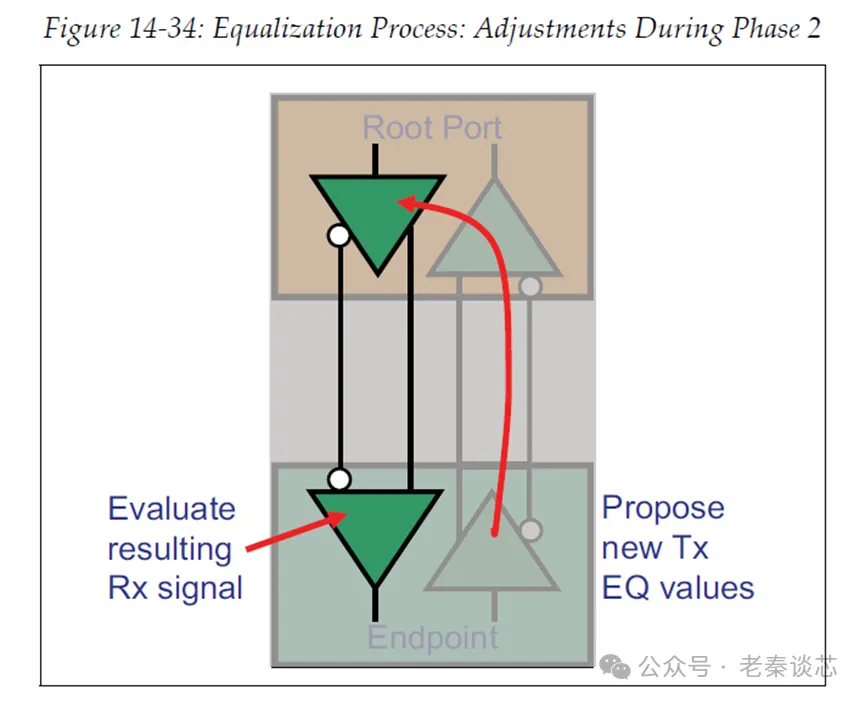 Figure 14-34: Equalization Process: Adjustments During Phase 2
Root Port
Evaluate
resulting
Rx signal
Propose
new Tx
EQ values
Endpoint
公众号 · 老秦谈芯